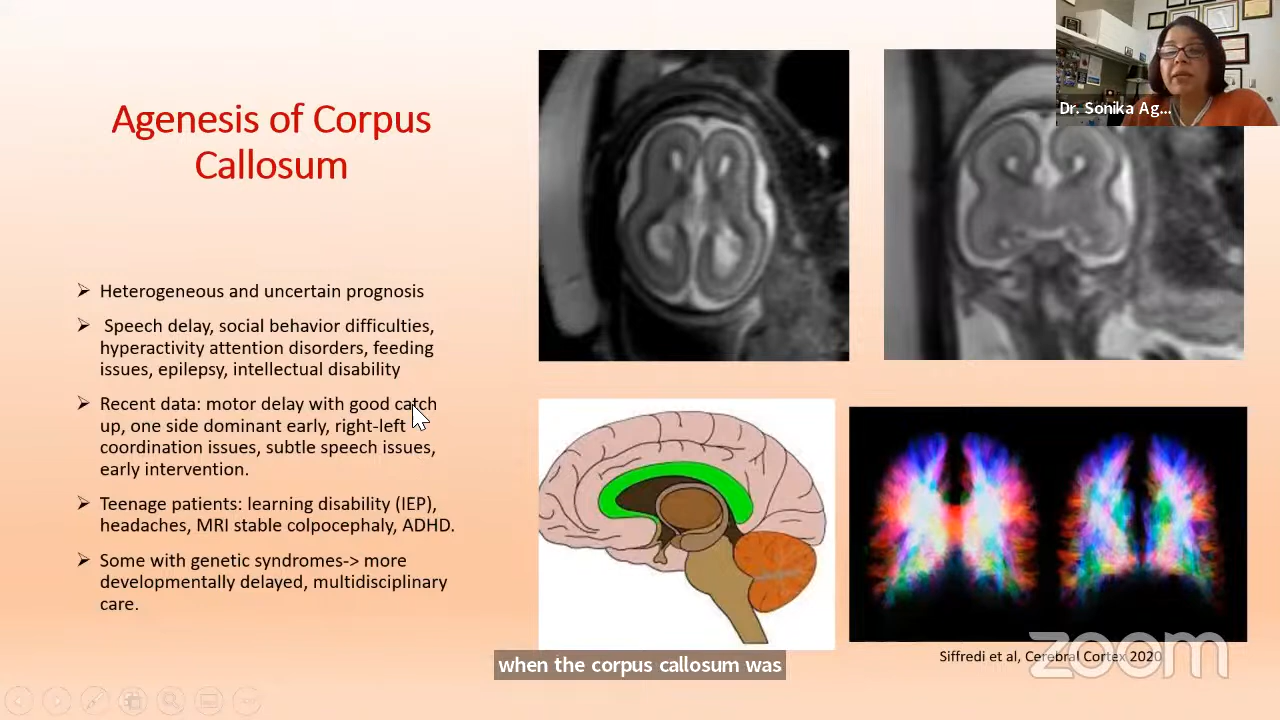 Agenesis of Corpus
Callosum
Heterogeneous and uncertain prognosis
Speech delay, social behavior difficulties,
hyperactivity attention disorders, feeding
issues, epilepsy, intellectual disability
Recent data: motor delay with good catch
up, one side dominant early, right-left
coordination issues, subtle speech issues,
early intervention.
Teenage patients: learning disability (IEP),
headaches, MRI stable colpocephaly, ADHD.
Some with genetic syndromes-> more
developmentally delayed, multidisciplinary
care.
Dr. Sonika Ag...
Siffredi et al, Cerebral Cortex 2020
zoom
when the corpus callosum was